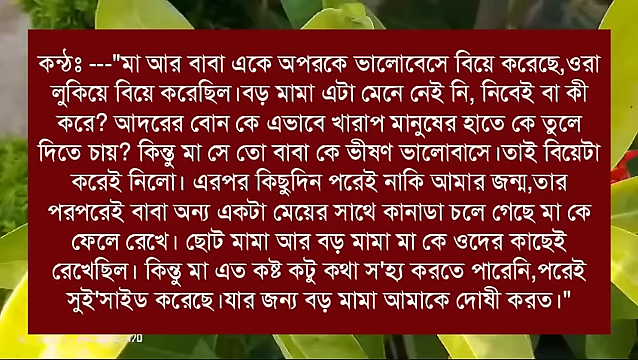 কন্ঠঃ ---"মা আর বাবা একে অপরকে ভালোবেসে বিয়ে করেছে,ওরা
লুকিয়ে বিয়ে করেছিল।বড় মামা এটা মেনে নেই নি, নিবেই বা কী
করে? আদরের বোন কে এভাবে খারাপ মানুষের হাতে কে তুলে
দিতে চায়? কিন্তু মা সে তো বাবা কে ভীষণ ভালোবাসে।তাই বিয়েটা
করেই নিলো। এরপর কিছুদিন পরেই নাকি আমার জন্ম,তার
পরপরেই বাবা অন্য একটা মেয়ের সাথে কানাডা চলে গেছে মা কে
ফেলে রেখে। ছোট মামা আর বড় মামা মা কে ওদের কাছেই
রেখেছিল। কিন্তু মা এত কষ্ট কটু কথা স'হ্য করতে পারেনি,পরেই
সুই'সাইড করেছে।যার জন্য বড় মামা আমাকে দোষী করত।"